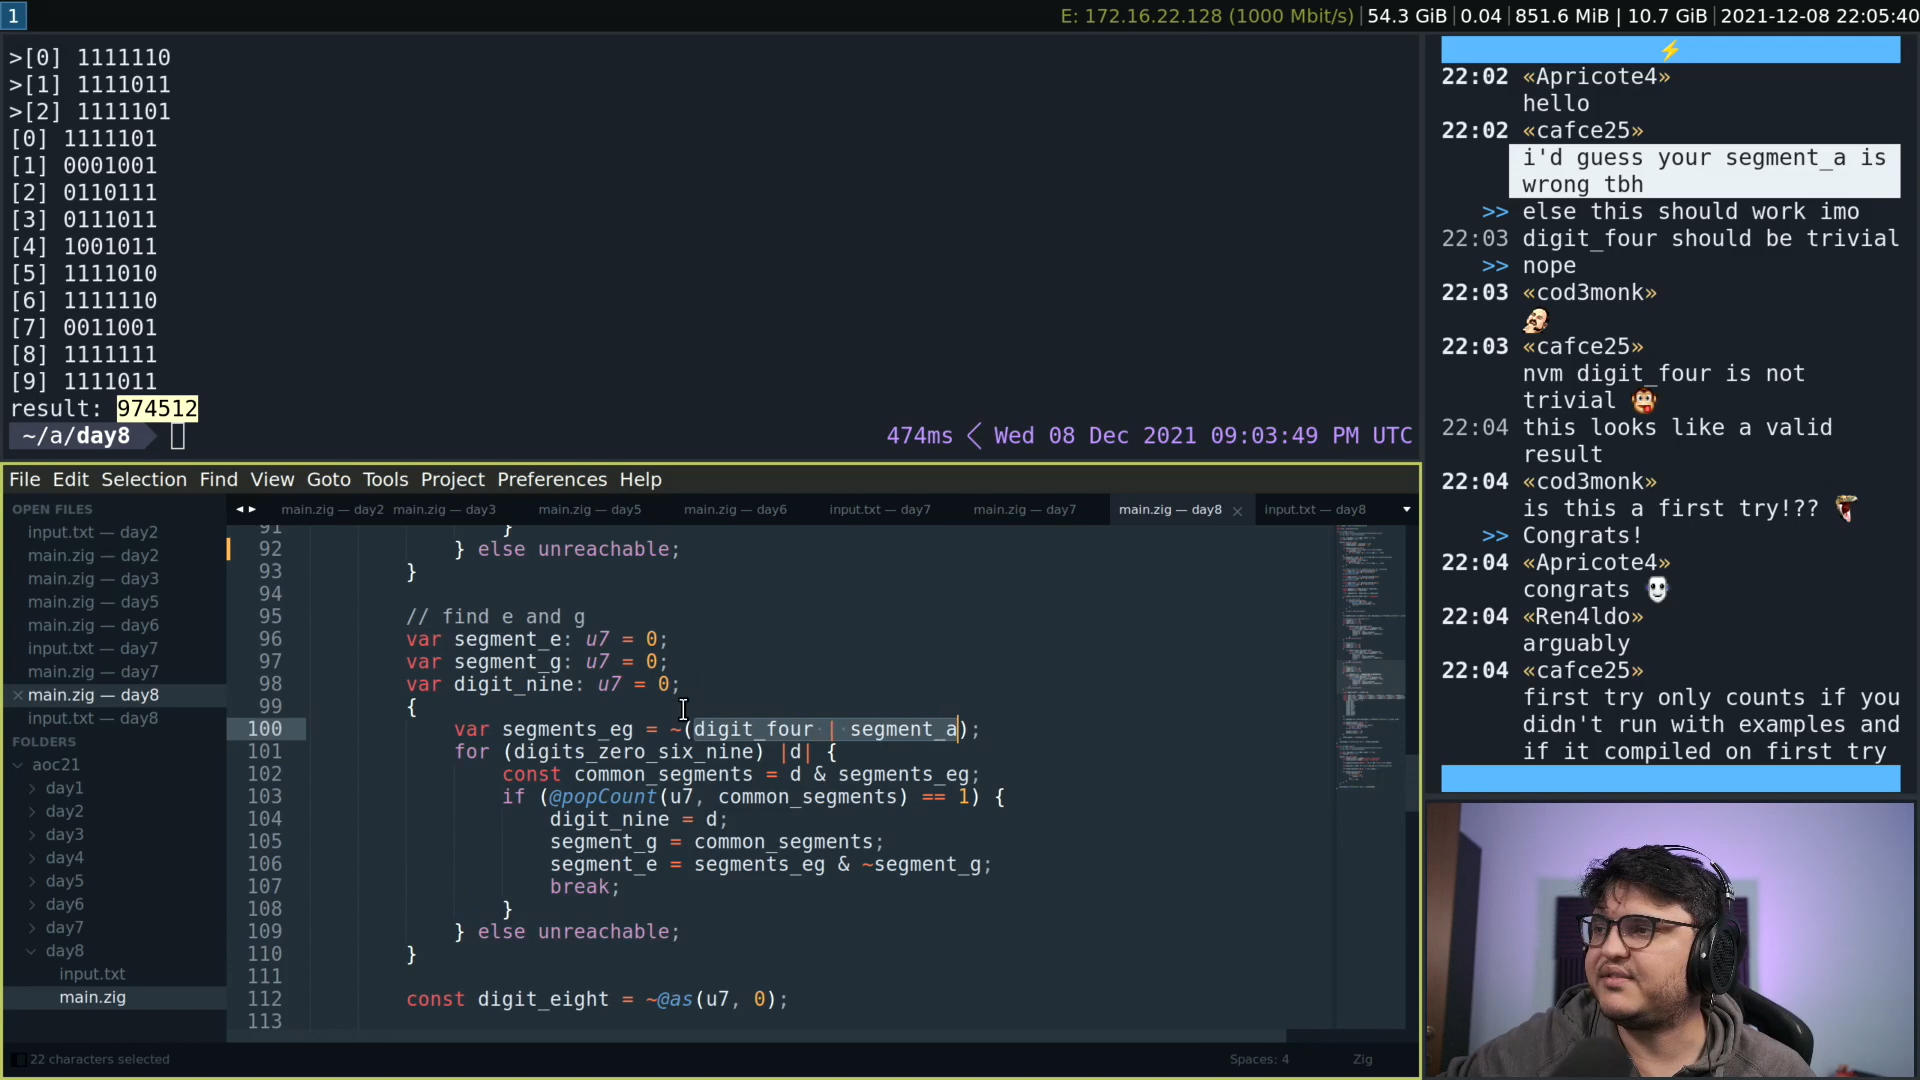 1
E: 172.16.22.128 (1000 Mbit/s) | 54.3 GiB | 0.04 | 851.6 MiB | 10.7 GiB | 2021-12-08 22:05:40
>[0] 1111110
>[1] 1111011
>[2] 1111101
[0] 1111101
[1] 0001001
[2] 0110111
[3] 0111011
[4] 1001011
[5] 1111010
[6] 1111110
[7] 0011001
[8] 1111111
[9] 1111011
result: 974512
~/a/day8
474ms < Wed 08 Dec 2021 09:03:49 PM UTC
File Edit Selection Find View Goto Tools Project Preferences Help
OPEN FILES
input.txt — day2
main.zig — day2
main.zig — day3
main.zig — day5
main.zig — day6
input.txt — day7
main.zig — day7
main.zig — day8
input.txt — day8
FOLDERS
aoc21
day1
day2
day3
day4
day5
day6
day7
day8
input.txt
main.zig
main.zig — day2 main.zig — day3 main.zig — day5 main.zig — day6 input.txt — day7 main.zig — day7 main.zig — day8 input.txt — day8
91 }
92 } else unreachable;
93 }
94
95 // find e and g
96 var segment_e: u7 = 0;
97 var segment_g: u7 = 0;
98 var digit_nine: u7 = 0;
99 {
100 var segments_eg = ~(digit_four | segment_a);
101 for (digits_zero_six_nine) |d| {
102 const common_segments = d & segments_eg;
103 if (@popCount(u7, common_segments) == 1) {
104 digit_nine = d;
105 segment_g = common_segments;
106 segment_e = segments_eg & ~segment_g;
107 break;
108 }
109 } else unreachable;
110 }
111
112 const digit_eight = ~@as(u7, 0);
113
22 characters selected
Spaces: 4
Zig
22:02 «Apricote4»
hello
22:02 «cafce25»
i'd guess your segment_a is
wrong tbh
>> else this should work imo
22:03 digit_four should be trivial
>> nope
22:03 «cod3monk»
22:03 «cafce25»
nvm digit_four is not
trivial
22:04 this looks like a valid
result
22:04 «cod3monk»
is this a first try!??
>> Congrats!
22:04 «Apricote4»
congrats
22:04 «Ren4ldo»
arguably
22:04 «cafce25»
first try only counts if you
didn't run with examples and
if it compiled on first try